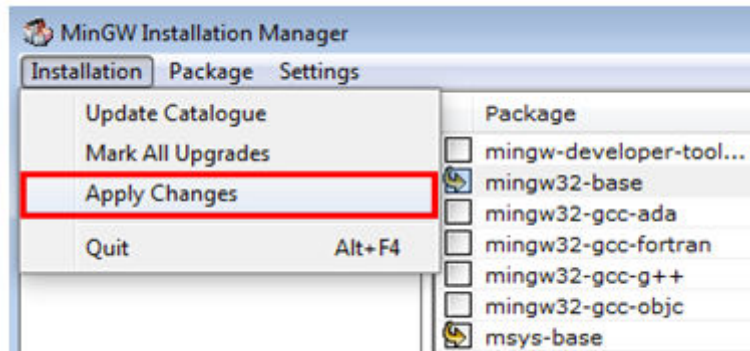 MinGW Installation Manager
Installation Package Settings
Update Catalogue
Mark All Upgrades
Apply Changes
Quit Alt+F4
Package
mingw-developer-tool...
mingw32-base
mingw32-gcc-ada
mingw32-gcc-fortran
mingw32-gcc-g++
mingw32-gcc-objc
msys-base